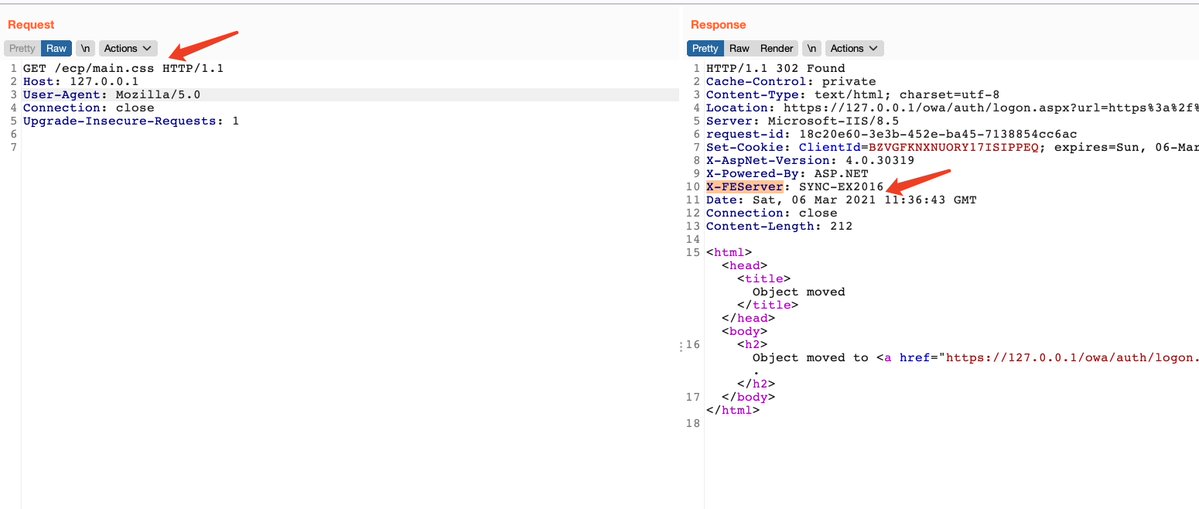 Request
Pretty Raw \n Actions
1 GET /ecp/main.css HTTP/1.1
2 Host: 127.0.0.1
3 User-Agent: Mozilla/5.0
4 Connection: close
5 Upgrade-Insecure-Requests: 1
6
7
Response
Pretty Raw Render \n Actions
1 HTTP/1.1 302 Found
2 Cache-Control: private
3 Content-Type: text/html; charset=utf-8
4 Location: https://127.0.0.1/owa/auth/logon.aspx?url=https%3a%2f%
5 Server: Microsoft-IIS/8.5
6 request-id: 18c20e60-3e3b-452e-ba45-7138854cc6ac
7 Set-Cookie: ClientId=BZVGFKNXNUORY17ISIPPEQ; expires=Sun, 06-Mar
8 X-AspNet-Version: 4.0.30319
9 X-Powered-By: ASP.NET
10 X-FEServer: SYNC-EX2016
11 Date: Sat, 06 Mar 2021 11:36:43 GMT
12 Connection: close
13 Content-Length: 212
14
15 <html>
<head>
<title>
Object moved
</title>
</head>
<body>
16 <h2>
Object moved to <a href="https://127.0.0.1/owa/auth/logon.
.
</h2>
17 </body>
</html>
18